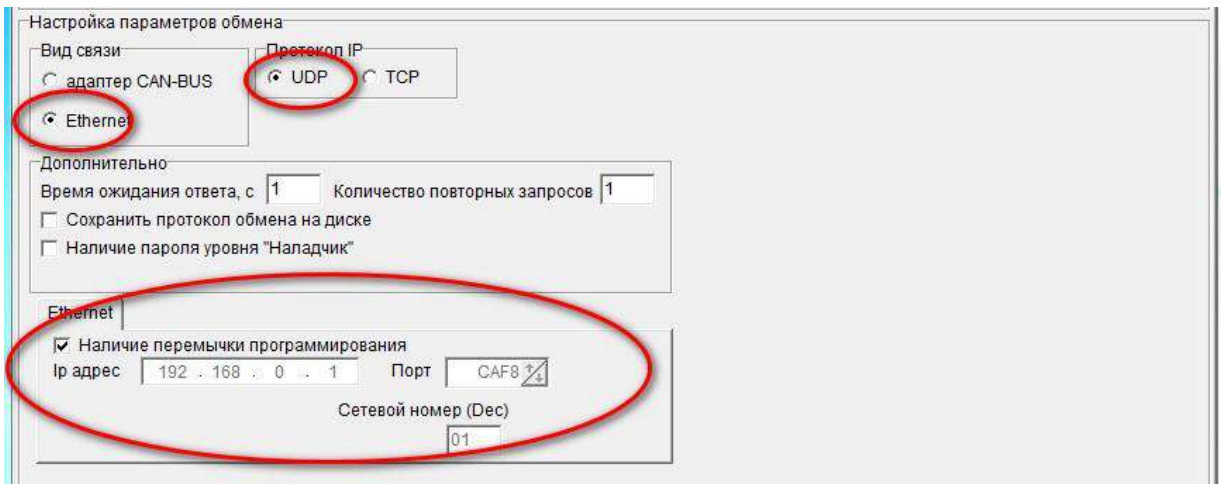 Настройка параметров обмена
Вид связи
Протокол IP
адаптер CAN-BUS
UDP
TCP
Ethernet
Дополнительно
Время ожидания ответа, с 1 Количество повторных запросов 1
Сохранить протокол обмена на диске
Наличие пароля уровня "Наладчик"
Ethernet
Наличие перемычки программирования
Ip адрес 192 . 168 . 0 . 1 Порт CAF8
Сетевой номер (Dec)
01